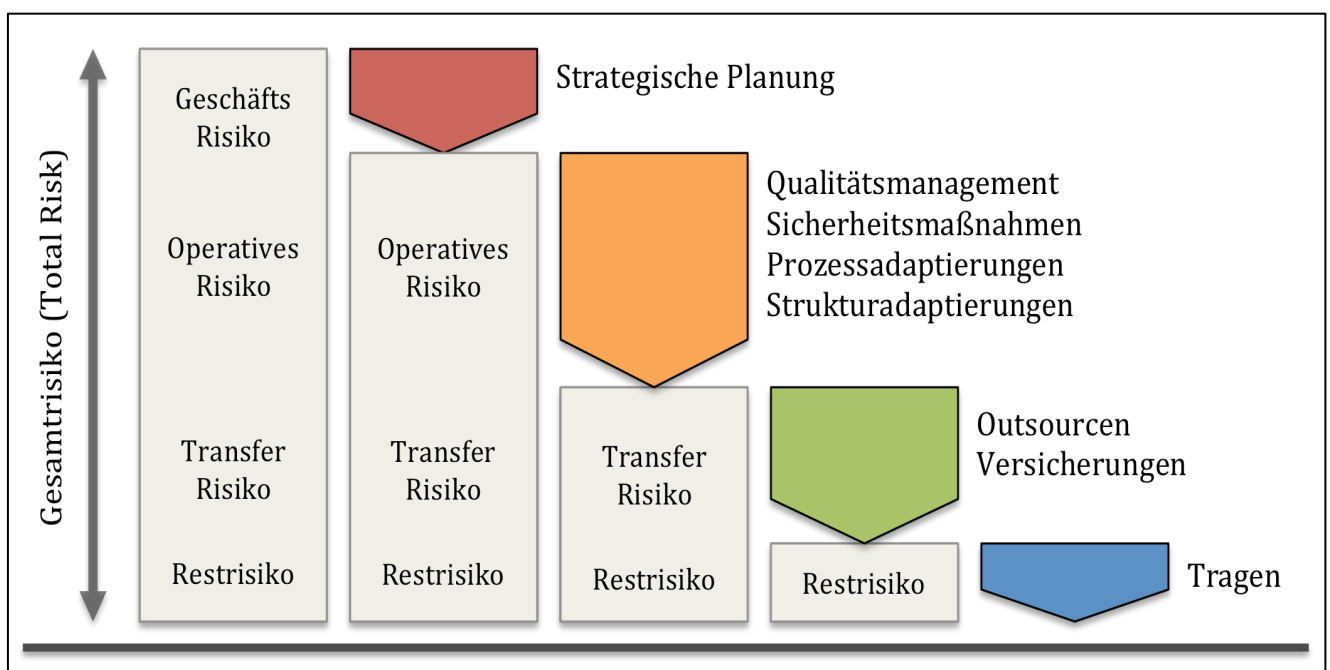 Gesamtrisiko (Total Risk)
Geschäfts
Risiko
Operatives
Risiko
Transfer
Risiko
Restrisiko
Strategische Planung
Operatives
Risiko
Transfer
Risiko
Restrisiko
Qualitätsmanagement
Sicherheitsmaßnahmen
Prozessadaptierungen
Strukturadaptierungen
Transfer
Risiko
Restrisiko
Outsourcen
Versicherungen
Restrisiko
Tragen